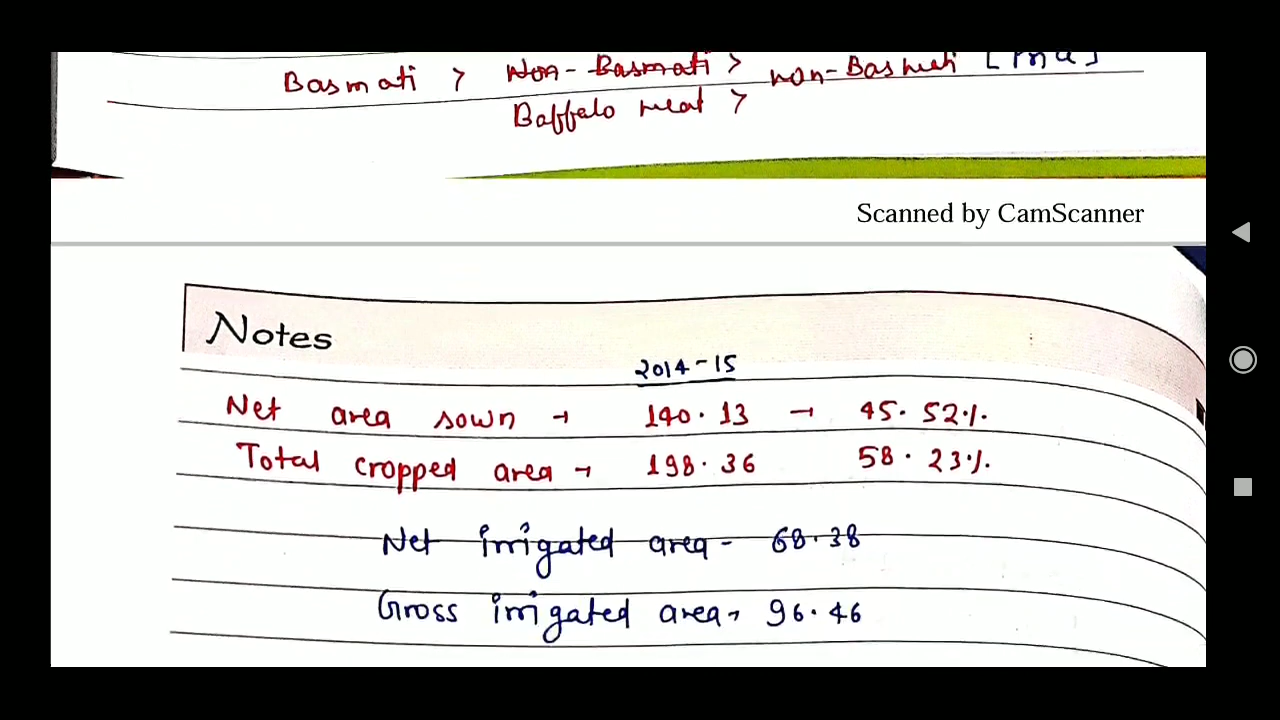 Basmati > Non-Basmati > non-Basmati
Baffalo meat >
Scanned by CamScanner
Notes
2014-15
Net area sown → 140.13 → 45.52%.
Total cropped area → 198.36 58.23%.
Net irrigated area - 68.38
Gross irrigated area → 96.46